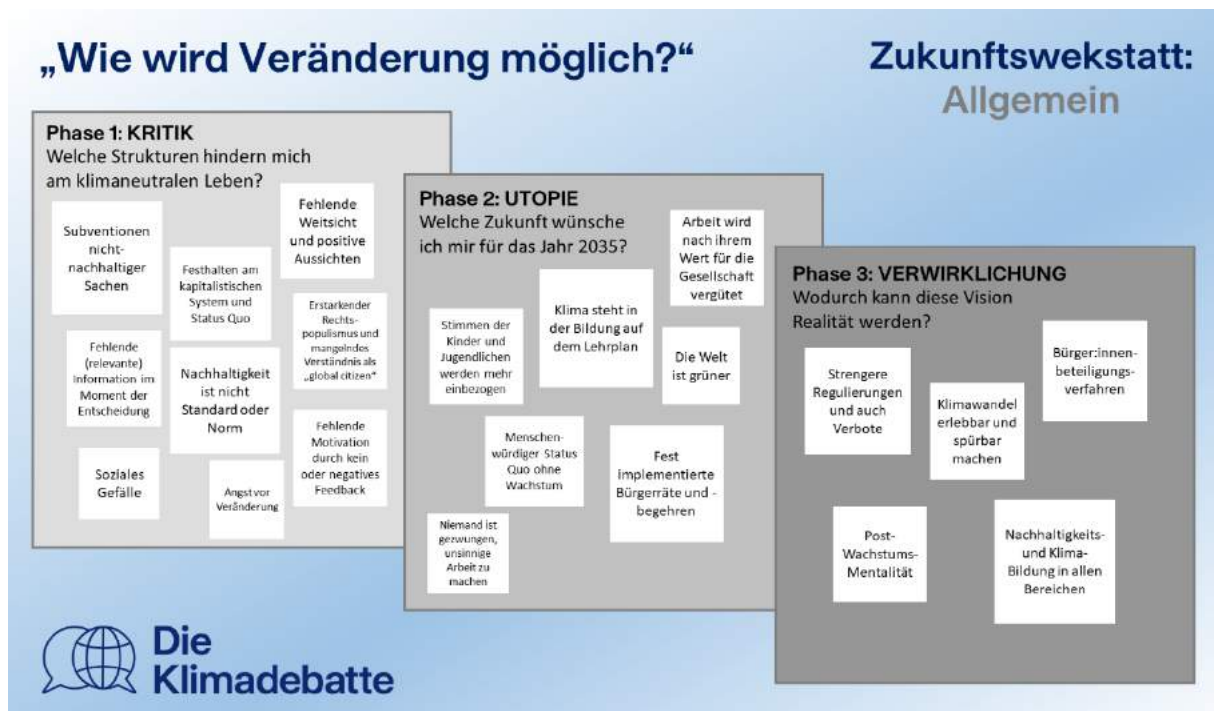 „Wie wird Veränderung möglich?“
Zukunftswekstatt:
Allgemein
Phase 1: KRITIK
Welche Strukturen hindern mich
am klimaneutralen Leben?
Subventionen
nicht-
nachhaltiger
Sachen
Festhalten am
kapitalistischen
System und
Status Quo
Fehlende
Weitsicht
und positive
Aussichten
Fehlende
(relevante)
Information im
Moment der
Entscheidung
Nachhaltigkeit
ist nicht
Standard oder
Norm
Erstarkender
Rechts-
populismus und
mangelndes
Verständnis als
„global citizen“
Soziales
Gefälle
Angst vor
Veränderung
Fehlende
Motivation
durch kein
oder negatives
Feedback
Phase 2: UTOPIE
Welche Zukunft wünsche
ich mir für das Jahr 2035?
Arbeit wird
nach ihrem
Wert für die
Gesellschaft
vergütet
Stimmen der
Kinder und
Jugendlichen
werden mehr
einbezogen
Klima steht in
der Bildung auf
dem Lehrplan
Die Welt
ist grüner
Menschen-
würdiger Status
Quo ohne
Wachstum
Fest
implementierte
Bürgerräte und -
begehren
Niemand ist
gezwungen,
unsinnige
Arbeit zu
machen
Phase 3: VERWIRKLICHUNG
Wodurch kann diese Vision
Realität werden?
Strengere
Regulierungen
und auch
Verbote
Klimawandel
erlebbar und
spürbar
machen
Bürger:innen-
beteiligungs-
verfahren
Post-
Wachstums-
Mentalität
Nachhaltigkeits-
und Klima-
Bildung in allen
Bereichen
Die
Klimadebatte